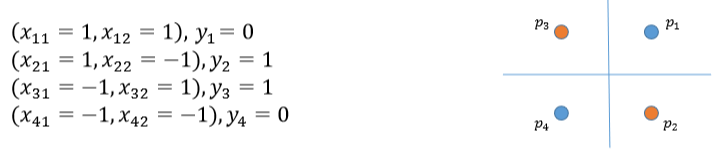 (x₁₁ = 1, x₁₂ = 1), y₁ = 0
(x₂₁ = 1, x₂₂ = −1), y₂ = 1
(x₃₁ = −1, x₃₂ = 1), y₃ = 1
(x₄₁ = −1, x₄₂ = −1), y₄ = 0
p₃ p₁
p₄ p₂